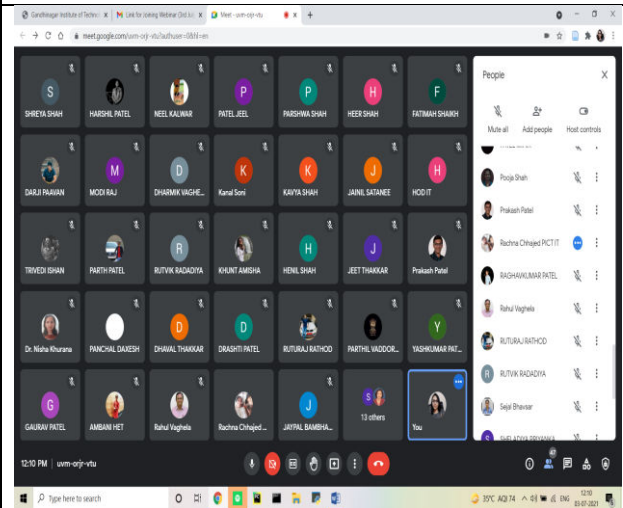 Gandhinagar Institute of Technol
Link for Joining Webinar (3rd Jul
Meet - uvm-orjr-vtu
meet.google.com/uvm-orjr-vtu?authuser=0&hl=en
S
P
P
H
F
SHREYA SHAH
HARSHIL PATEL
NEEL KALWAR
PATEL JEEL
PARSHWA SHAH
HEER SHAH
FATIMAH SHAIKH
M
D
K
K
J
H
DARJI PAAVAN
MODI RAJ
DHARMIK VAGHE...
Kanal Soni
KAVYA SHAH
JAINIL SATANEE
HOD IT
R
H
J
TRIVEDI ISHAN
PARTH PATEL
RUTVIK RADADIYA
KHUNT AMISHA
HENIL SHAH
JEET THAKKAR
Prakash Patel
D
D
Y
Dr. Nisha Khurana
PANCHAL DAXESH
DHAVAL THAKKAR
DRASHTI PATEL
RUTURAJ RATHOD
PARTHIL VADDOR...
YASHKUMAR PAT...
G
J
S
GAURAV PATEL
AMBANI HET
Rahul Vaghela
Rachna Chhajed ...
JAYPAL BAMBHA...
13 others
You
People
Mute all
Add people
Host controls
Pooja Shah
Prakash Patel
Rachna Chhajed PICT IT
RAGHAVKUMAR PATEL
Rahul Vaghela
RUTURAJ RATHOD
R
RUTVIK RADADIYA
Sejal Bhavsar
12:10 PM | uvm-orjr-vtu
47
Type here to search
35°C AQI 74
ENG
12:10
03-07-2021